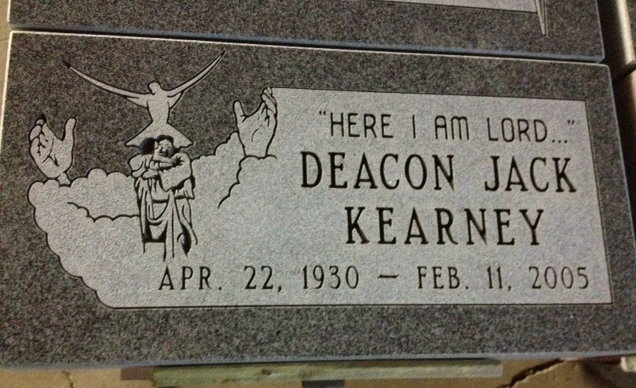 "HERE I AM LORD..."
DEACON JACK
KEARNEY
APR. 22, 1930 — FEB. 11, 2005